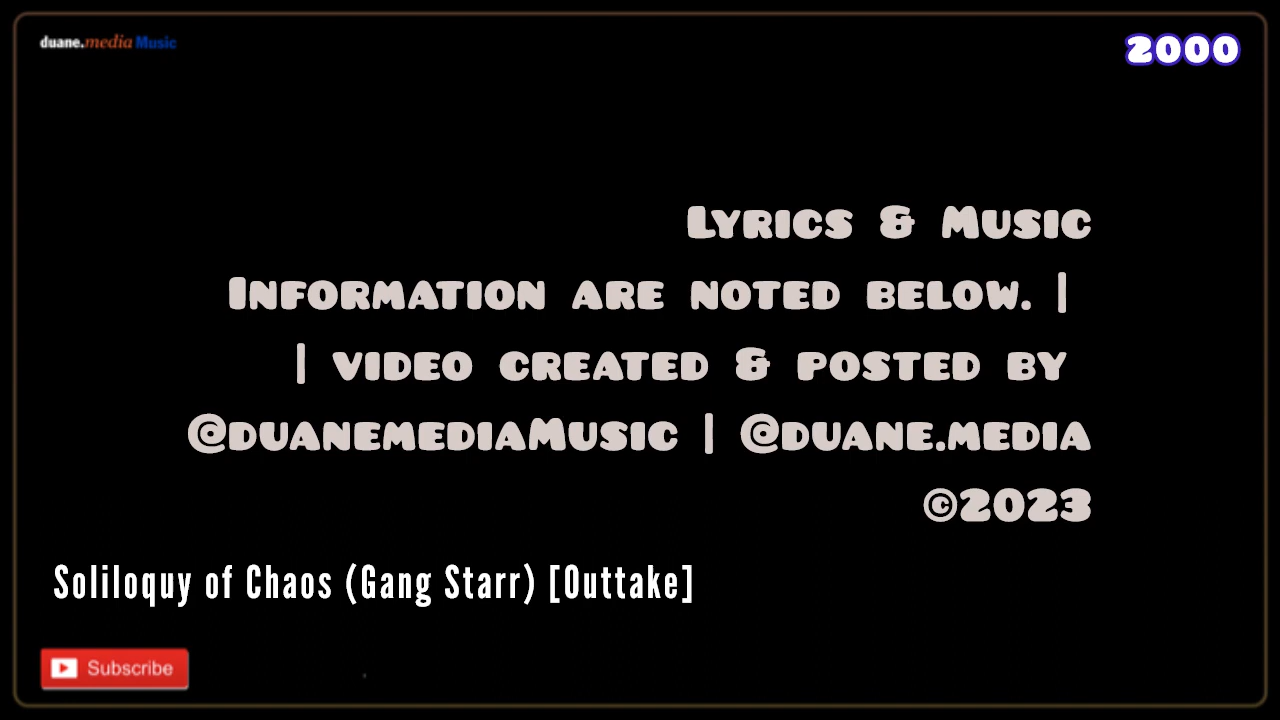 duane.media Music
2000
Lyrics & Music
Information are noted below. |
| video created & posted by
@duanemediaMusic | @duane.media
©2023
Soliloquy of Chaos (Gang Starr) [Outtake]
Subscribe